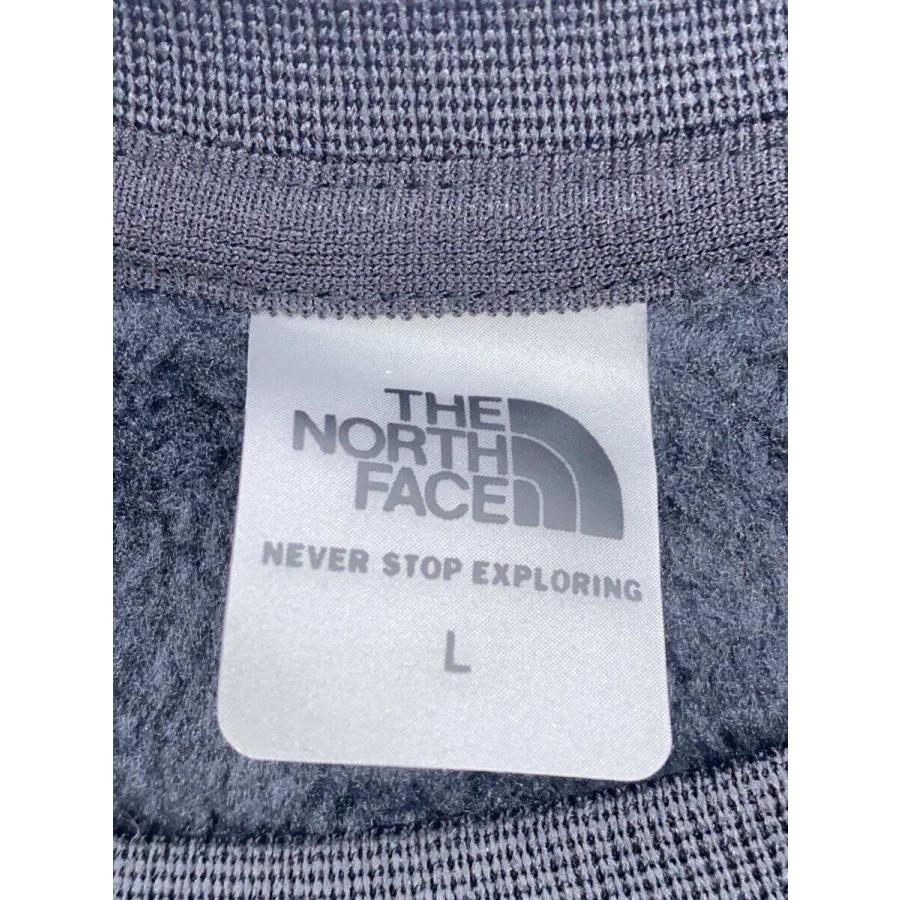 THE
NORTH
FACE
NEVER STOP EXPLORING
L